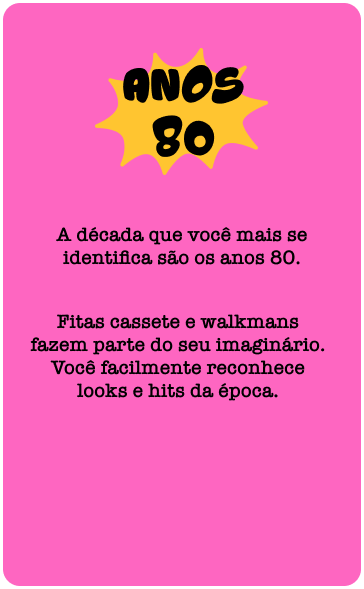 ANOS
80
A década que você mais se
identifica são os anos 80.
Fitas cassete e walkmans
fazem parte do seu imaginário.
Você facilmente reconhece
looks e hits da época.